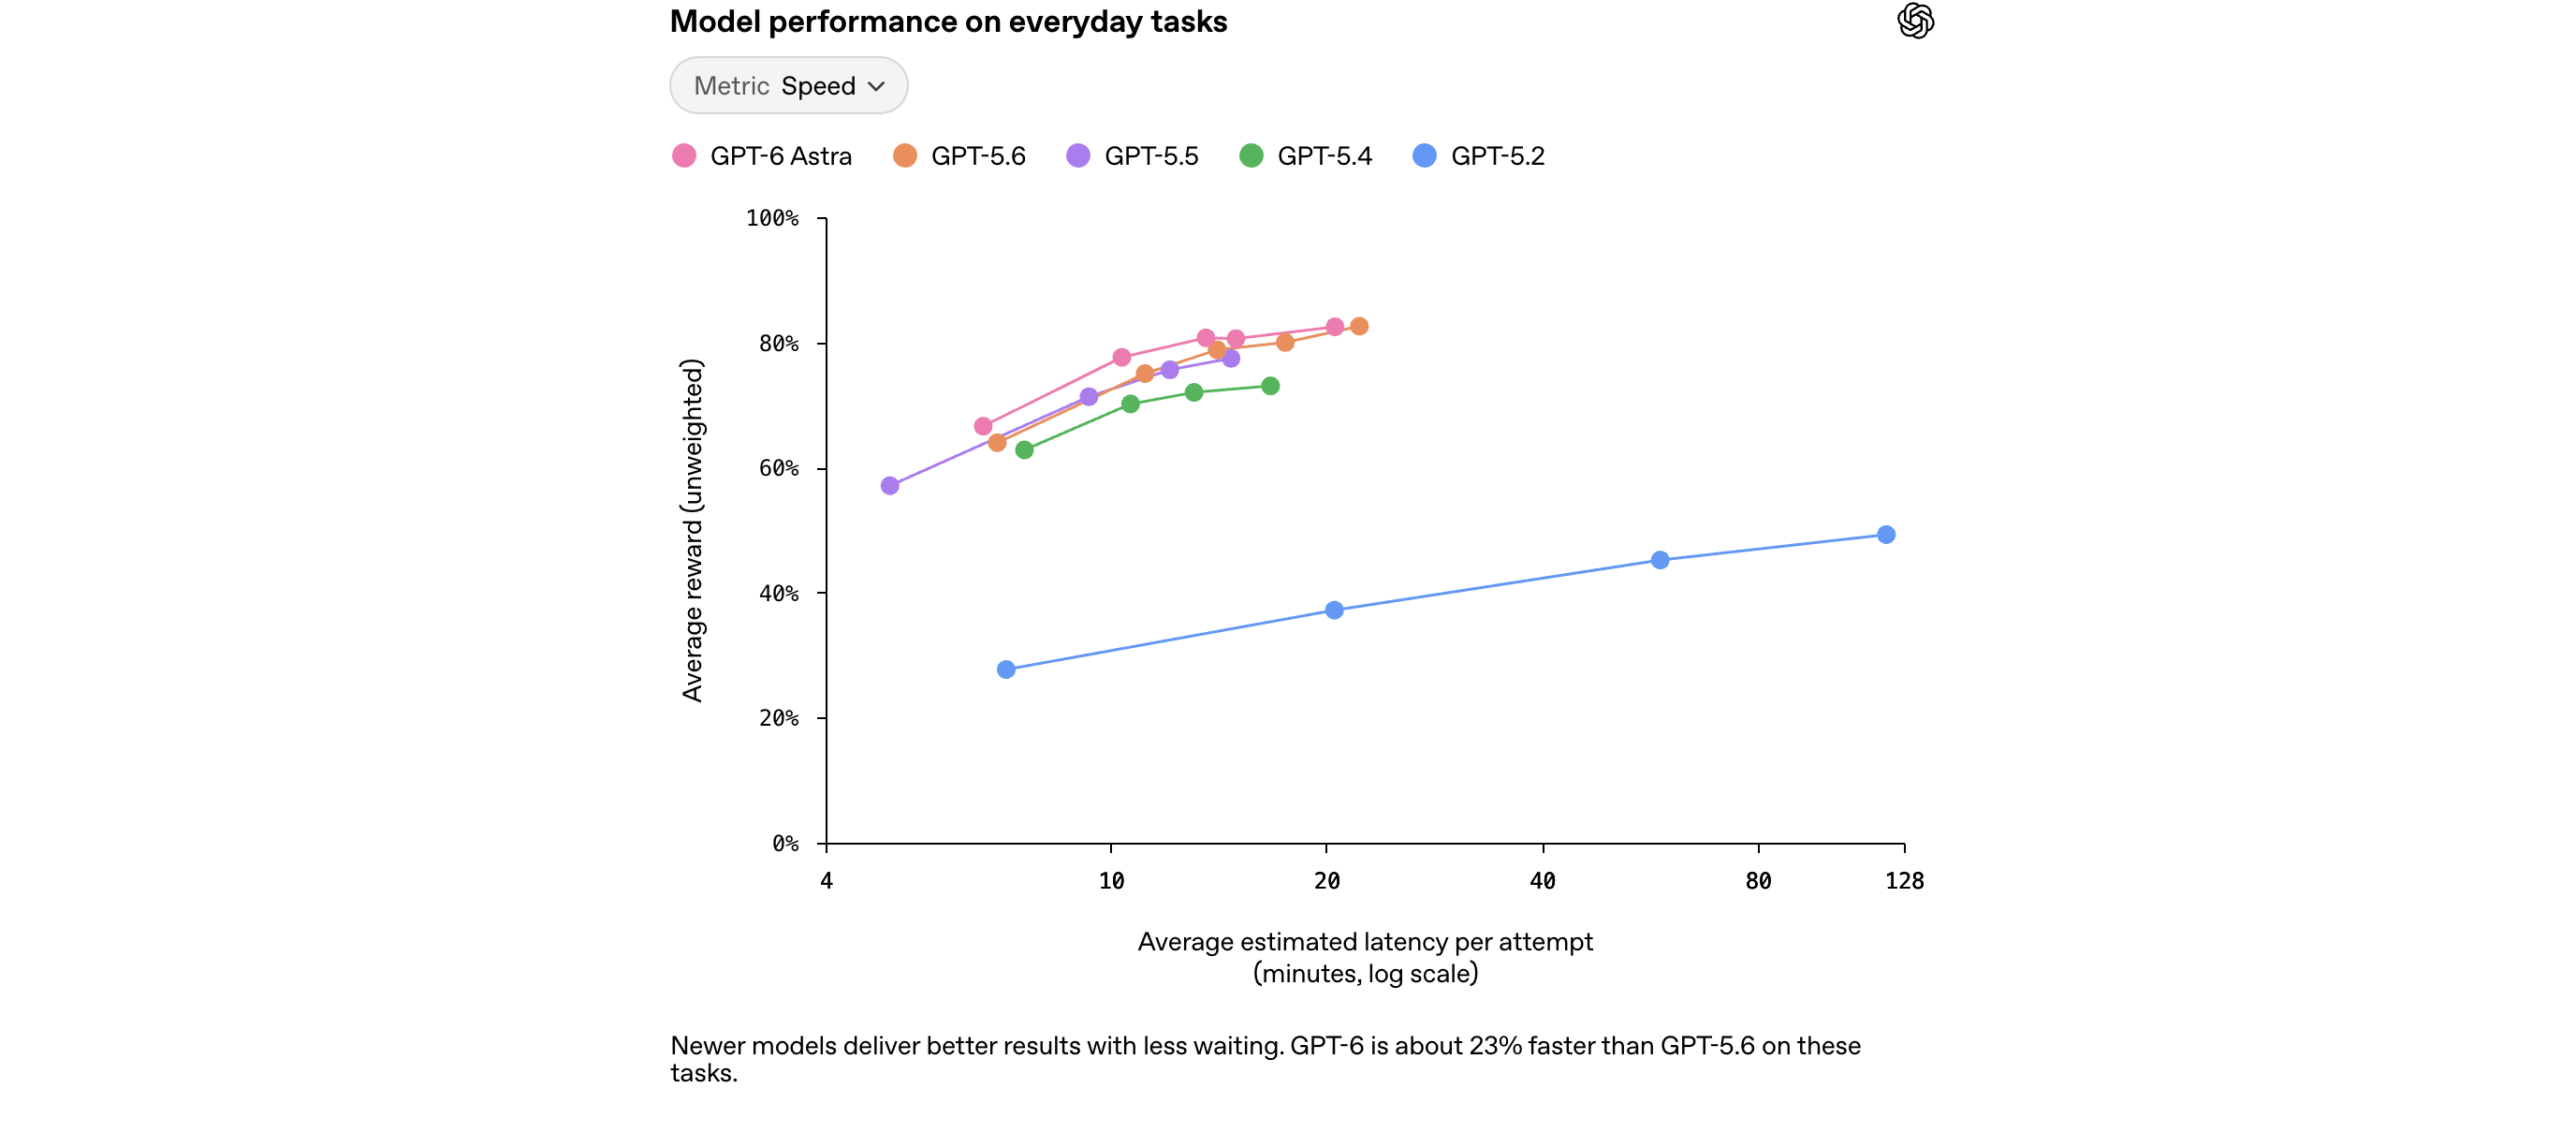 Model performance on everyday tasks
Metric Speed
GPT-6 Astra GPT-5.6 GPT-5.5 GPT-5.4 GPT-5.2
100%
80%
60%
40%
20%
0%
Average reward (unweighted)
4 10 20 40 80 128
Average estimated latency per attempt
(minutes, log scale)
Newer models deliver better results with less waiting. GPT-6 is about 23% faster than GPT-5.6 on these
tasks.